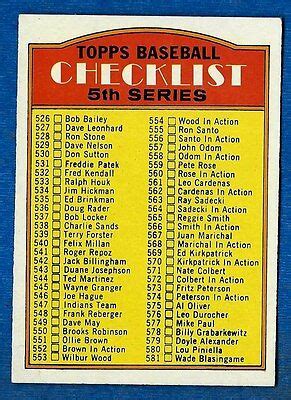 TOPPS BASEBALL
CHECKLIST
5th SERIES
526 Bob Bailey
527 Dave Leonhard
528 Ron Stone
529 Dave Nelson
530 Don Sutton
531 Freddie Patek
532 Fred Kendall
533 Ralph Houk
534 Jim Hickman
535 Ed Brinkman
536 Doug Rader
537 Bob Locker
538 Charlie Sands
539 Terry Forster
540 Felix Millan
541 Roger Repoz
542 Jack Billingham
543 Duane Josephson
544 Ted Martinez
545 Wayne Granger
546 Joe Hague
547 Indians Team
548 Frank Reberger
549 Dave May
550 Brooks Robinson
551 Ollie Brown
552 Brown In Action
553 Wilbur Wood
554 Wood In Action
555 Ron Santo
556 Santo In Action
557 John Odom
558 Odom In Action
559 Pete Rose
560 Rose In Action
561 Leo Cardenas
562 Cardenas In Action
563 Ray Sadecki
564 Sadecki In Action
565 Reggie Smith
566 Smith In Action
567 Juan Marichal
568 Marichal In Action
569 Ed Kirkpatrick
570 Kirkpatrick In Action
571 Nate Colbert
572 Colbert In Action
573 Fritz Peterson
574 Peterson In Action
575 Al Oliver
576 Leo Durocher
577 Mike Paul
578 Billy Grabarkewitz
579 Doyle Alexander
580 Lou Piniella
581 Wade Blasingame